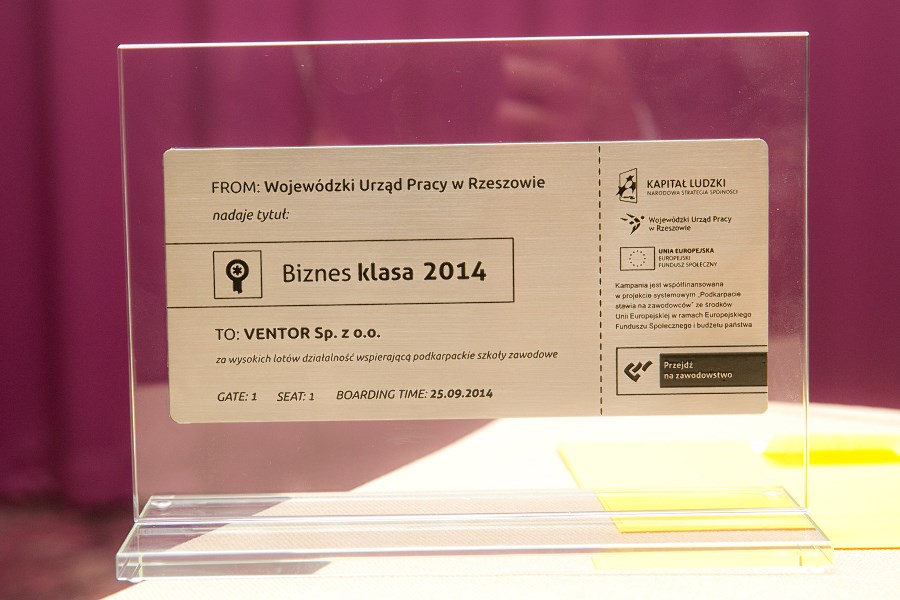 FROM: Wojewódzki Urząd Pracy w Rzeszowie
nadaje tytuł:
Biznes klasa 2014
TO: VENTOR Sp. z o.o.
za wysokich lotów działalność wspierającą podkarpackie szkoły zawodowe
GATE: 1 SEAT: 1 BOARDING TIME: 25.09.2014
KAPITAŁ LUDZKI
NARODOWA STRATEGIA SPÓJNOŚCI
Wojewódzki Urząd Pracy
w Rzeszowie
UNIA EUROPEJSKA
EUROPEJSKI
FUNDUSZ SPOŁECZNY
Kampania jest współfinansowana
w projekcie systemowym „Podkarpacie
stawia na zawodowców" ze środków
Unii Europejskiej w ramach Europejskiego
Funduszu Społecznego i budżetu państwa
Przejdź
na zawodowstwo